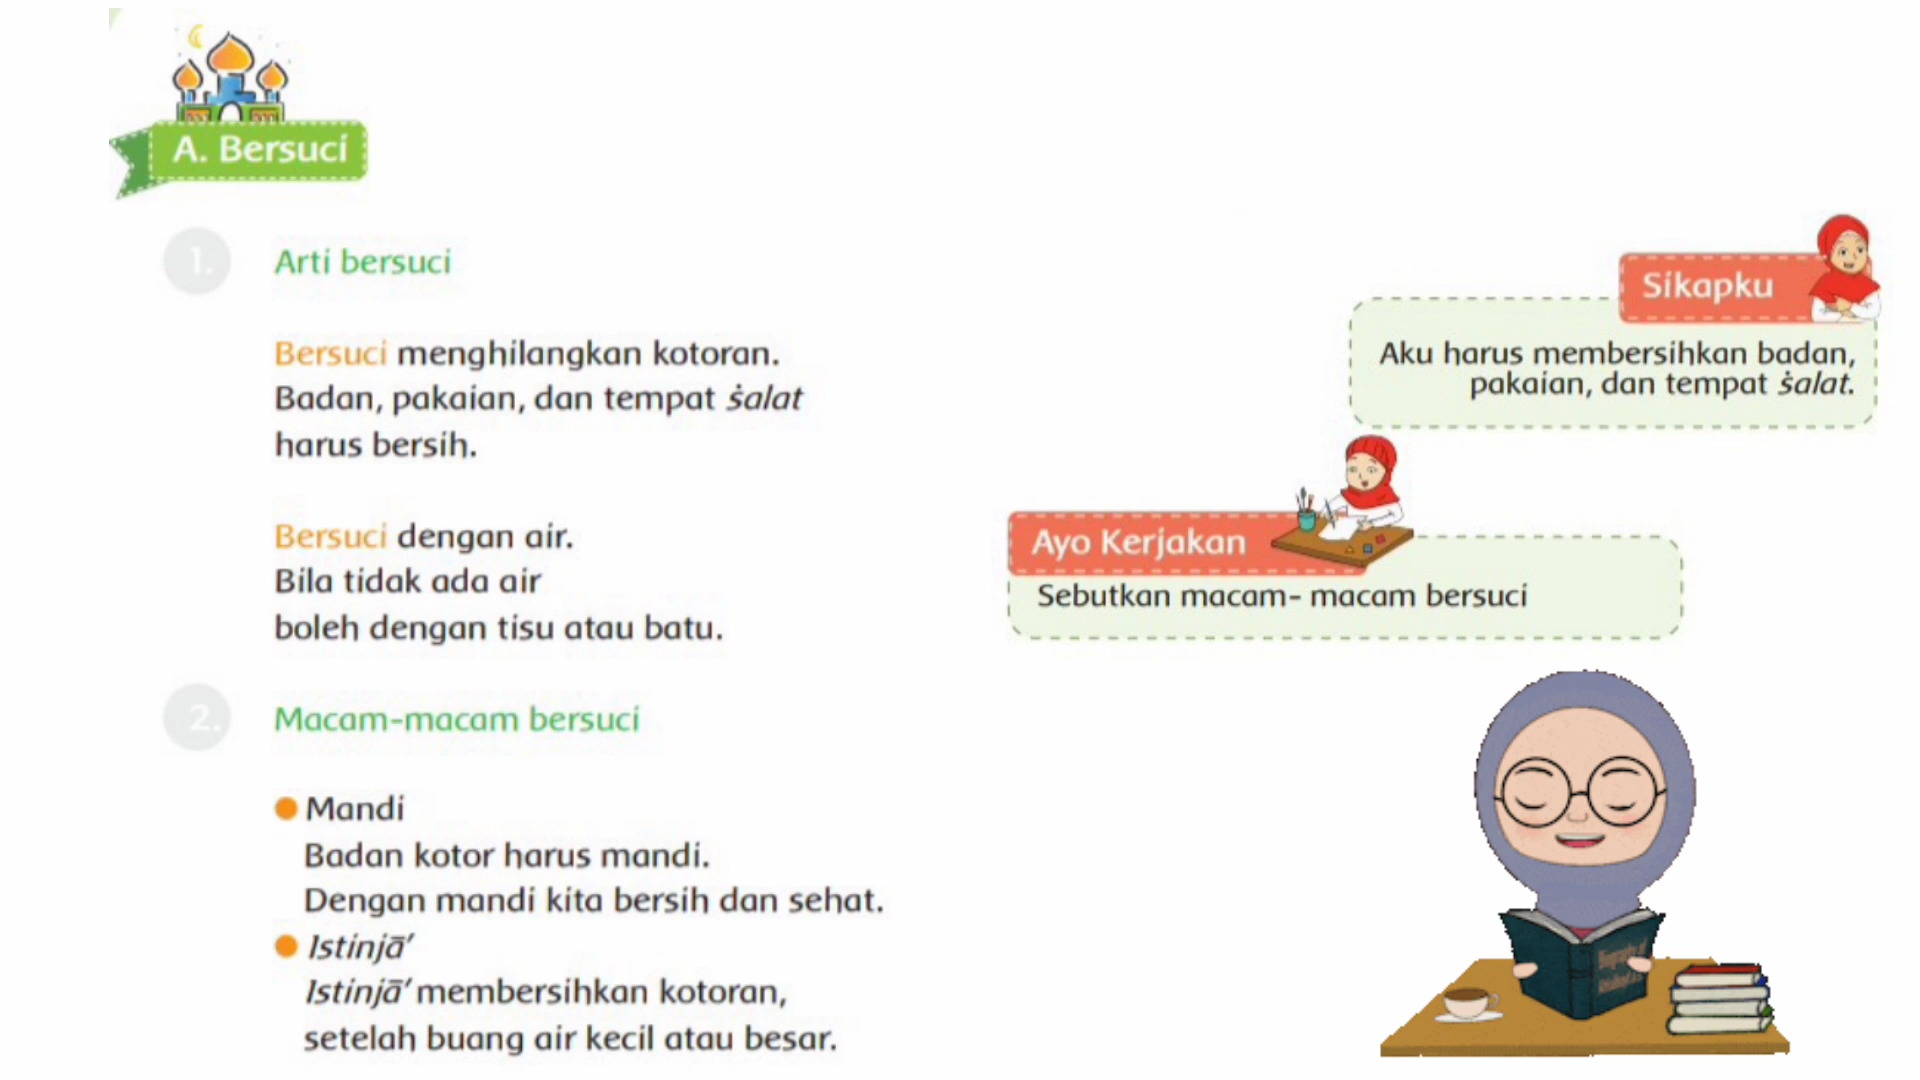 A. Bersuci
1. Arti bersuci
Bersuci menghilangkan kotoran.
Badan, pakaian, dan tempat ṡalat
harus bersih.
Bersuci dengan air.
Bila tidak ada air
boleh dengan tisu atau batu.
2. Macam-macam bersuci
Mandi
Badan kotor harus mandi.
Dengan mandi kita bersih dan sehat.
Istinjā'
Istinjā' membersihkan kotoran,
setelah buang air kecil atau besar.
Sikapku
Aku harus membersihkan badan,
pakaian, dan tempat ṡalat.
Ayo Kerjakan
Sebutkan macam- macam bersuci